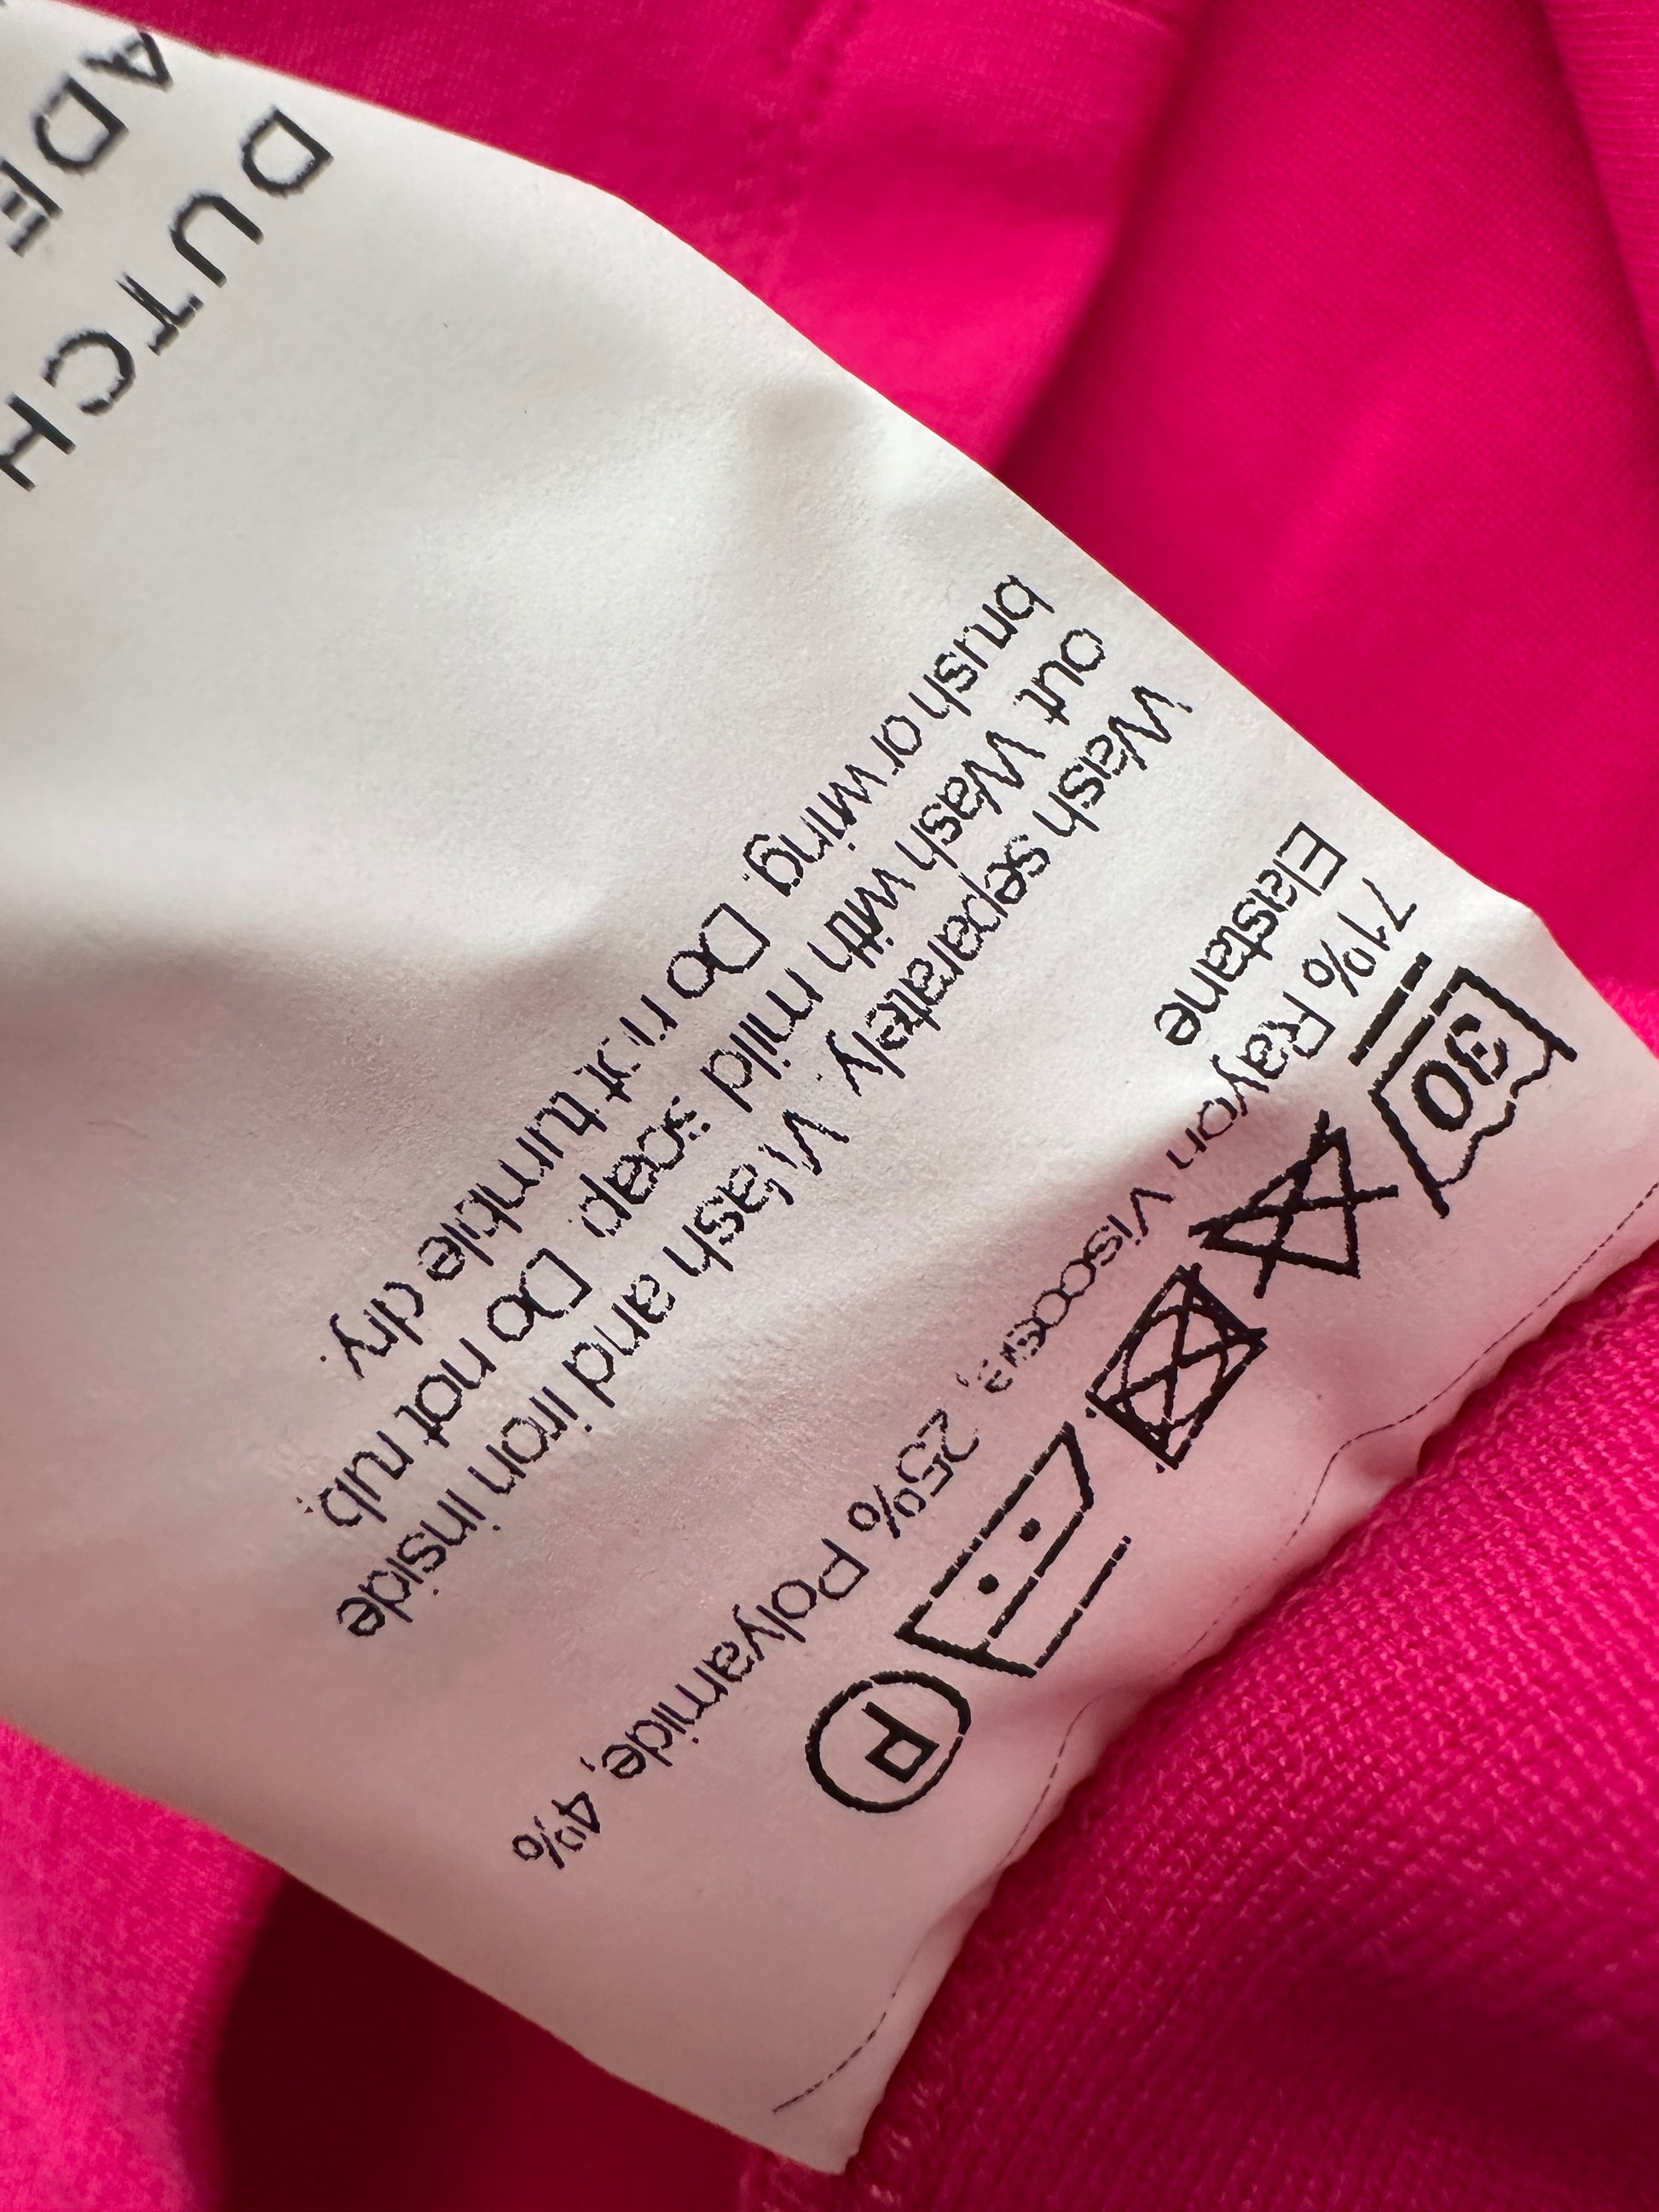 30 P
71% Rayon Viscose, 25% Polyamide, 4%
Elastane
Wash separately. Wash and iron inside
out. Wash with mild soap. Do not rub,
brush or wring. Do not tumble dry.
DUTCH
ADE